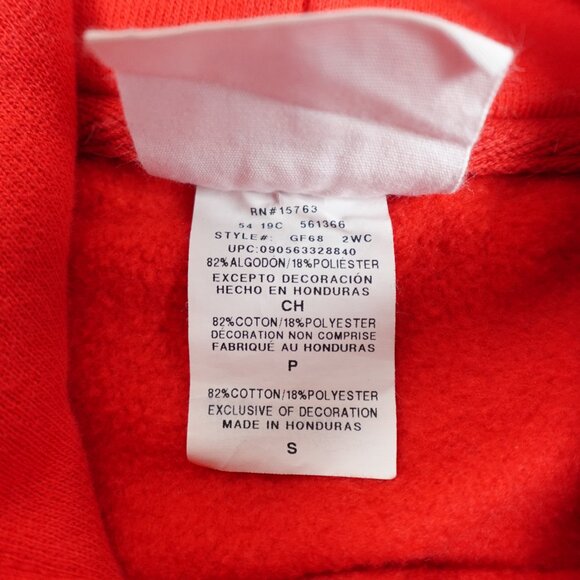 RN#15763
54 19C 561366
STYLE#: GF68 2WC
UPC:090563328840
82%ALGODON/18%POLIESTER
EXCEPTO DECORACIÓN
HECHO EN HONDURAS
CH
82%COTON/18%POLYESTER
DÉCORATION NON COMPRISE
FABRIQUÉ AU HONDURAS
P
82%COTTON/18%POLYESTER
EXCLUSIVE OF DECORATION
MADE IN HONDURAS
S